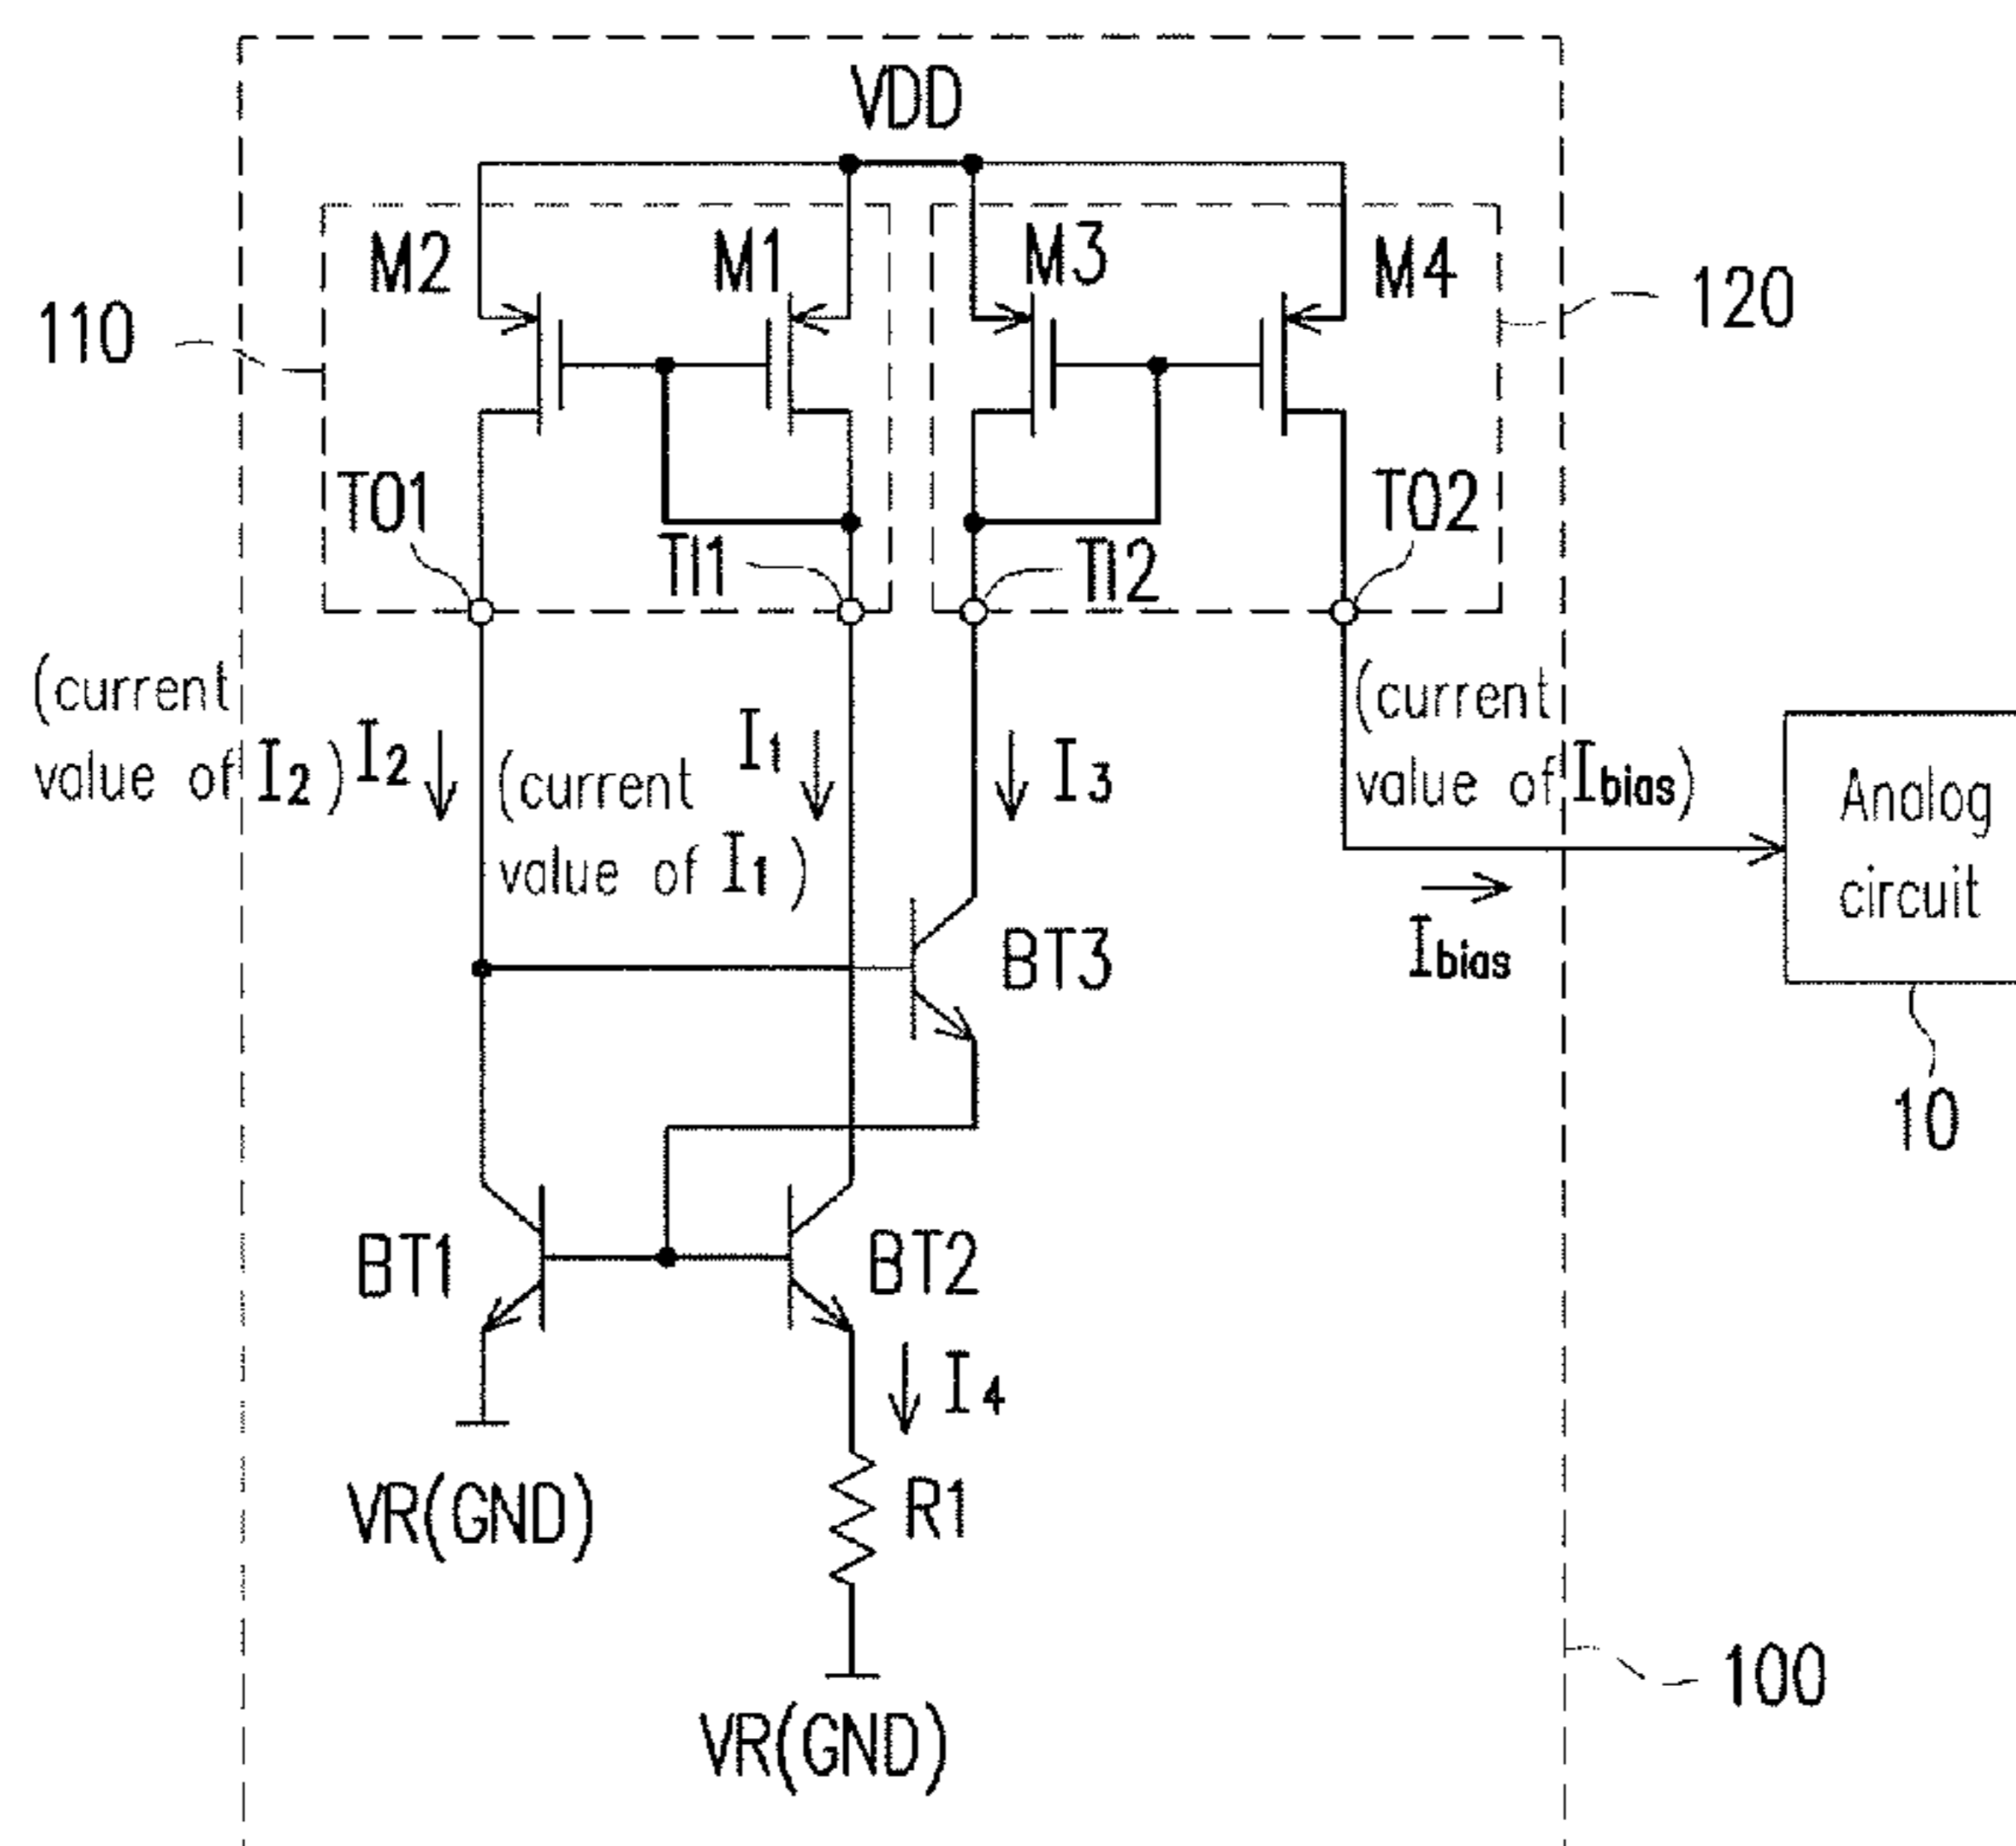 VDD
M2
M1
M3
M4
110
120
TO1
TI1
TI2
TO2
(current
value of I2)
I2
(current
value of I1)
I1
I3
(current
value of Ibias)
Analog
circuit
Ibias
BT3
10
BT1
BT2
I4
VR(GND)
R1
100
VR(GND)